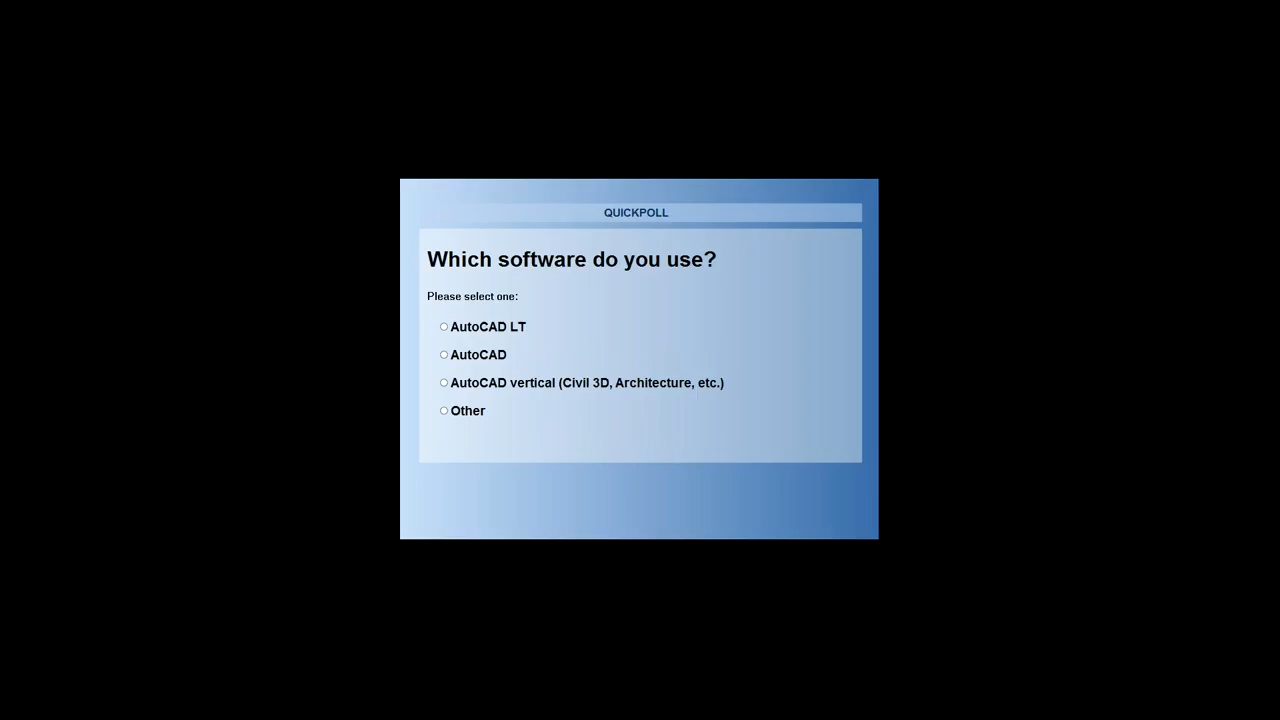 QUICKPOLL
Which software do you use?
Please select one:
AutoCAD LT
AutoCAD
AutoCAD vertical (Civil 3D, Architecture, etc.)
Other